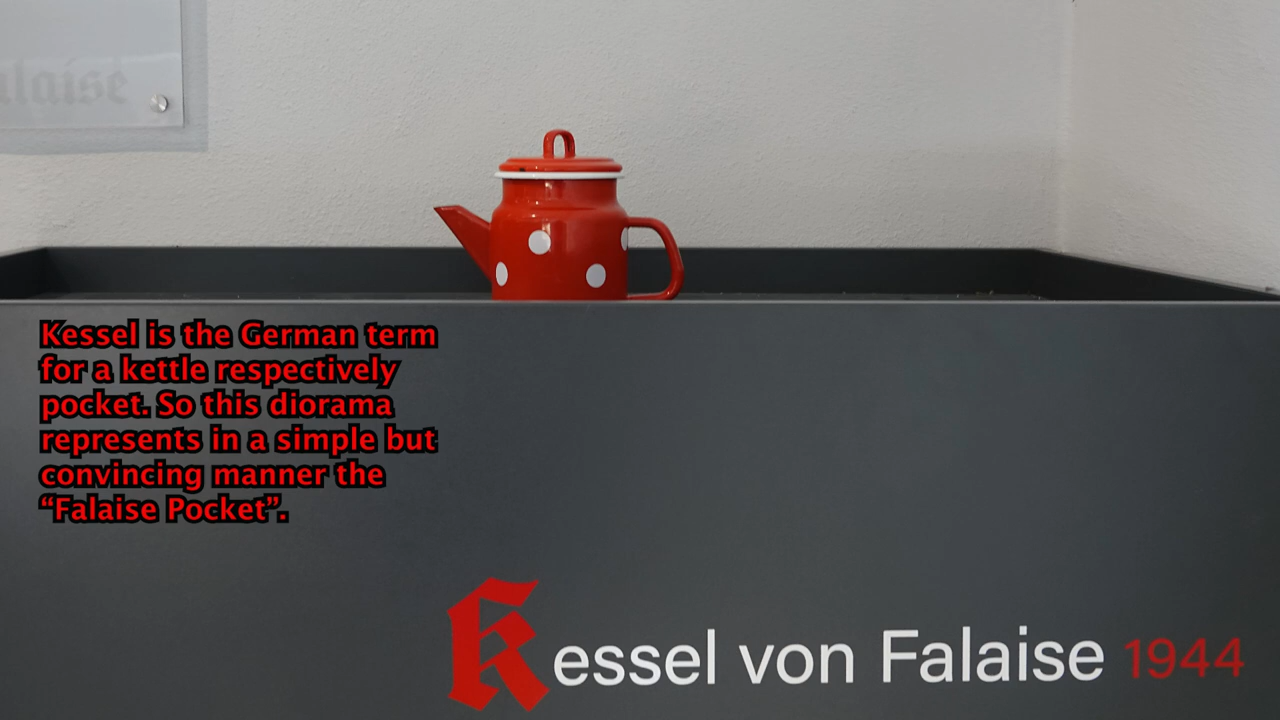 alaise
Kessel is the German term
for a kettle respectively
pocket. So this diorama
represents in a simple but
convincing manner the
“Falaise Pocket”.
Kessel von Falaise 1944